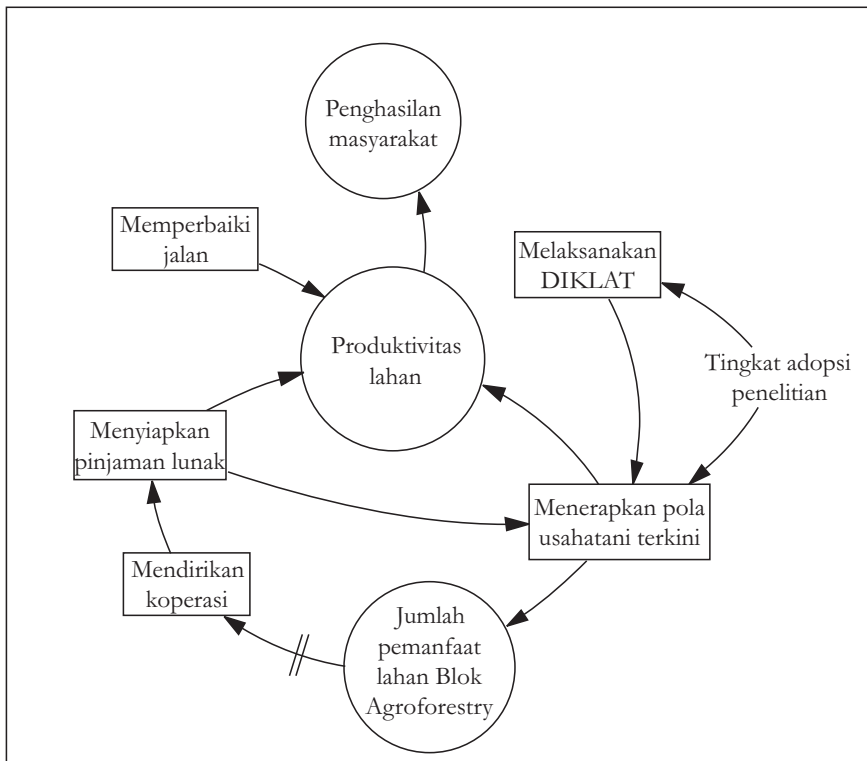 Penghasilan
masyarakat
Memperbaiki
jalan
Melaksanakan
DIKLAT
Produktivitas
lahan
Tingkat adopsi
penelitian
Menyiapkan
pinjaman lunak
Menerapkan pola
usahatani terkini
Mendirikan
koperasi
Jumlah
pemanfaat
lahan Blok
Agroforestry